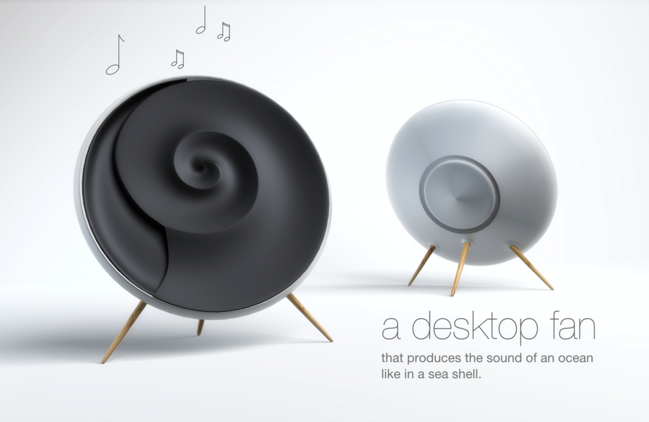 a desktop fan
that produces the sound of an ocean
like in a sea shell.